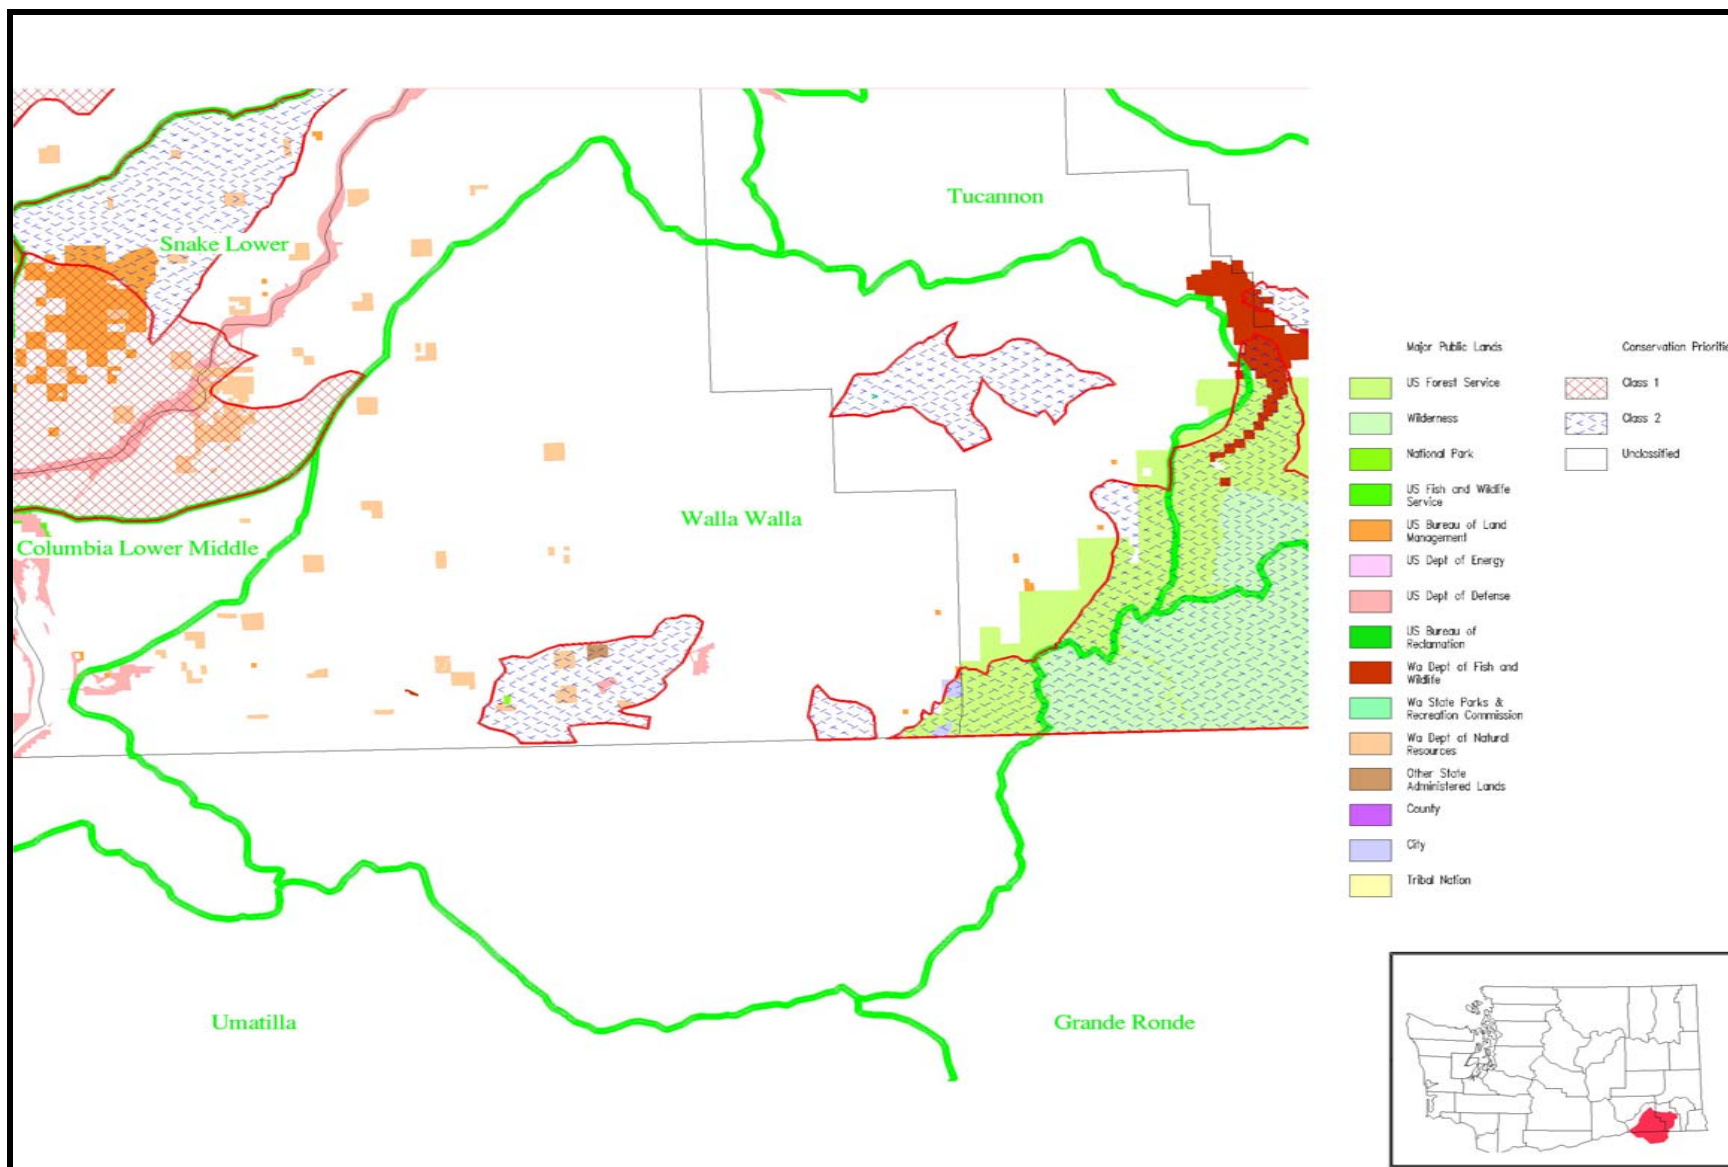 Tucannon
Snake Lower
Walla Walla
Columbia Lower Middle
Umatilla
Grande Ronde
Major Public Lands
US Forest Service
Wilderness
National Park
US Fish and Wildlife
Service
US Bureau of Land
Management
US Dept of Energy
US Dept of Defense
US Bureau of
Reclamation
Wa Dept of Fish and
Wildlife
Wa State Parks &
Recreation Commission
Wa Dept of Natural
Resources
Other State
Administered Lands
County
City
Tribal Nation
Conservation Prioritie
Class 1
Class 2
Unclassified